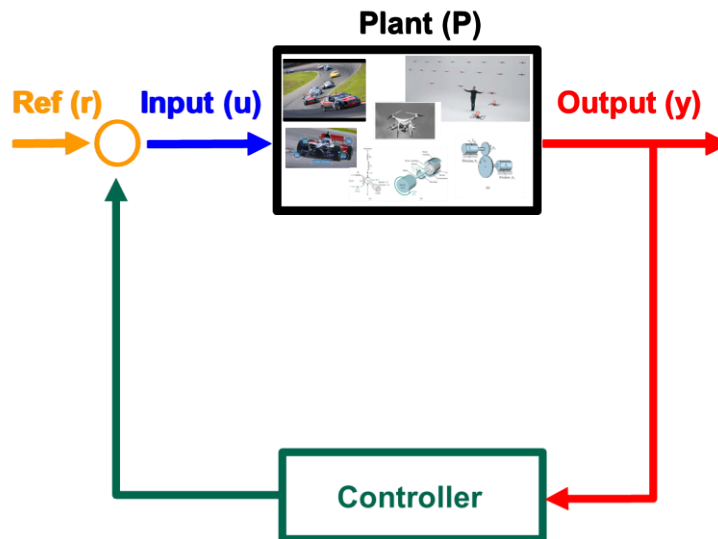 Plant (P)
Ref (r)
Input (u)
Output (y)
Controller